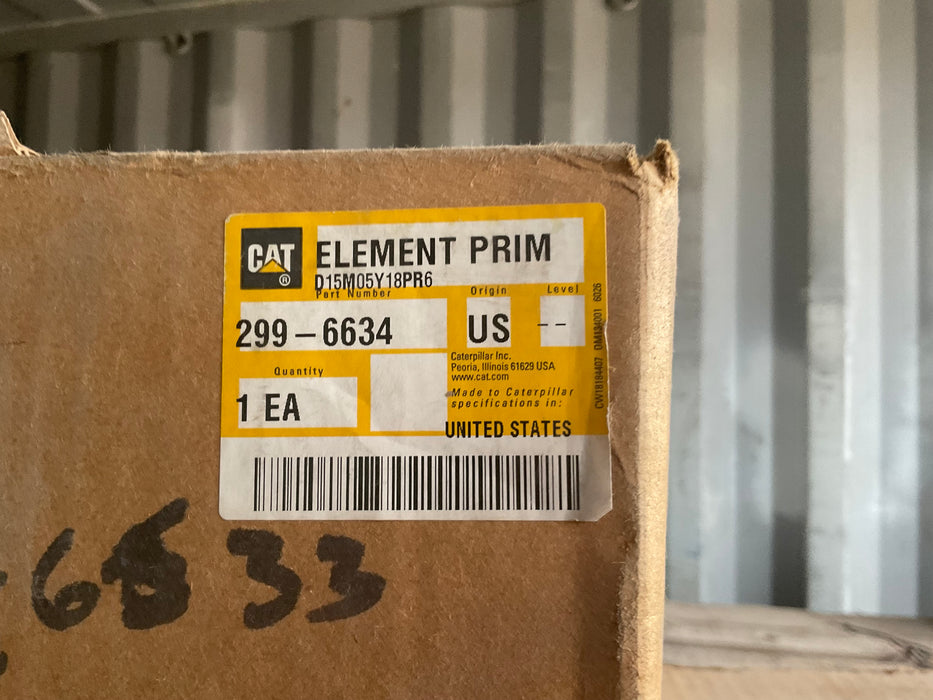 CAT
®
ELEMENT PRIM
D15M05Y18PR6
Part Number
Origin
Level
299-6634
US
--
Caterpillar Inc.
Peoria, Illinois 61629 USA
www.cat.com
Quantity
1 EA
Made to Caterpillar
specifications in:
UNITED STATES
6633